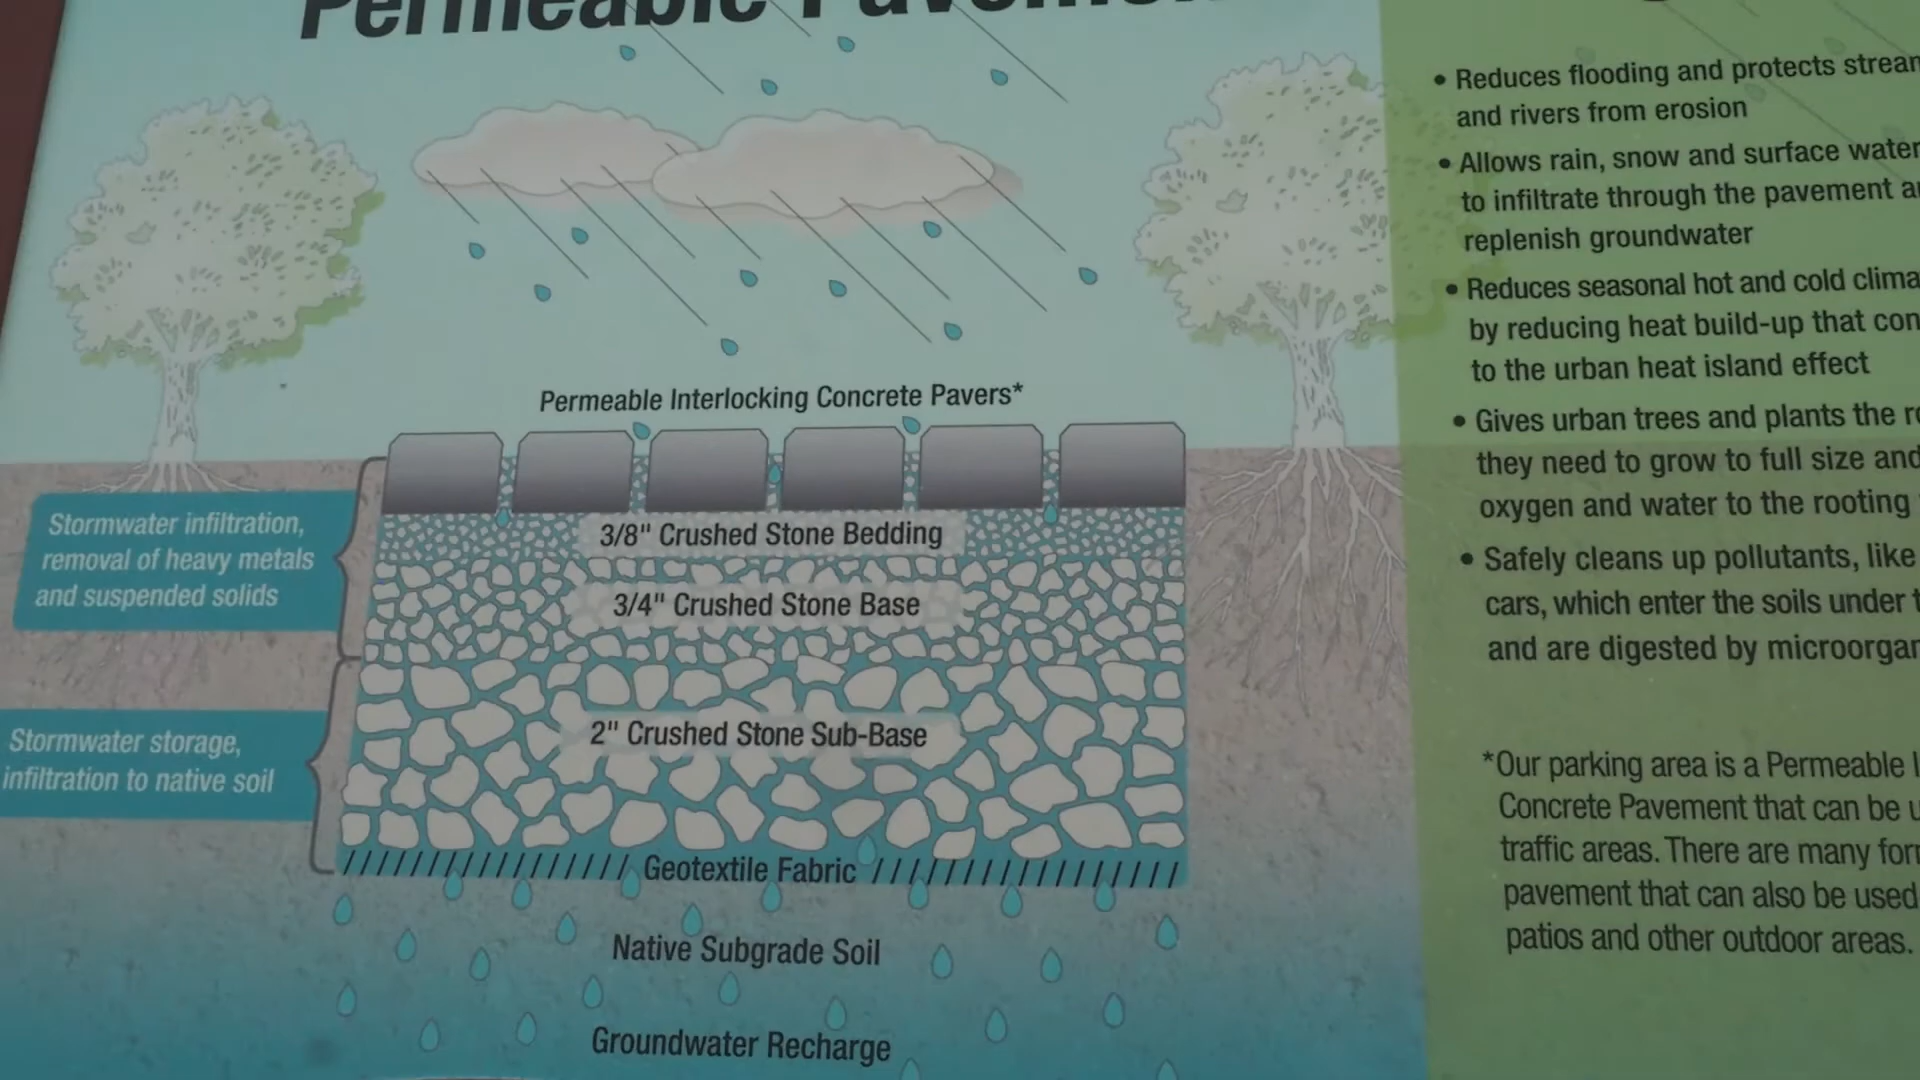 Permeable
Permeable Interlocking Concrete Pavers*
Stormwater infiltration,
removal of heavy metals
and suspended solids
3/8" Crushed Stone Bedding
3/4" Crushed Stone Base
Stormwater storage,
infiltration to native soil
2" Crushed Stone Sub-Base
Geotextile Fabric
Native Subgrade Soil
Groundwater Recharge
• Reduces flooding and protects
and rivers from erosion
• Allows rain, snow and surface water
to infiltrate through the pavement
replenish groundwater
• Reduces seasonal hot and cold
by reducing heat build-up that
to the urban heat island effect
• Gives urban trees and plants the
they need to grow to full size and
oxygen and water to the rooting
• Safely cleans up pollutants, like
cars, which enter the soils under
and are digested by
*Our parking area is a Permeable
Concrete Pavement that can be
traffic areas. There are many
pavement that can also be used
patios and other outdoor areas.